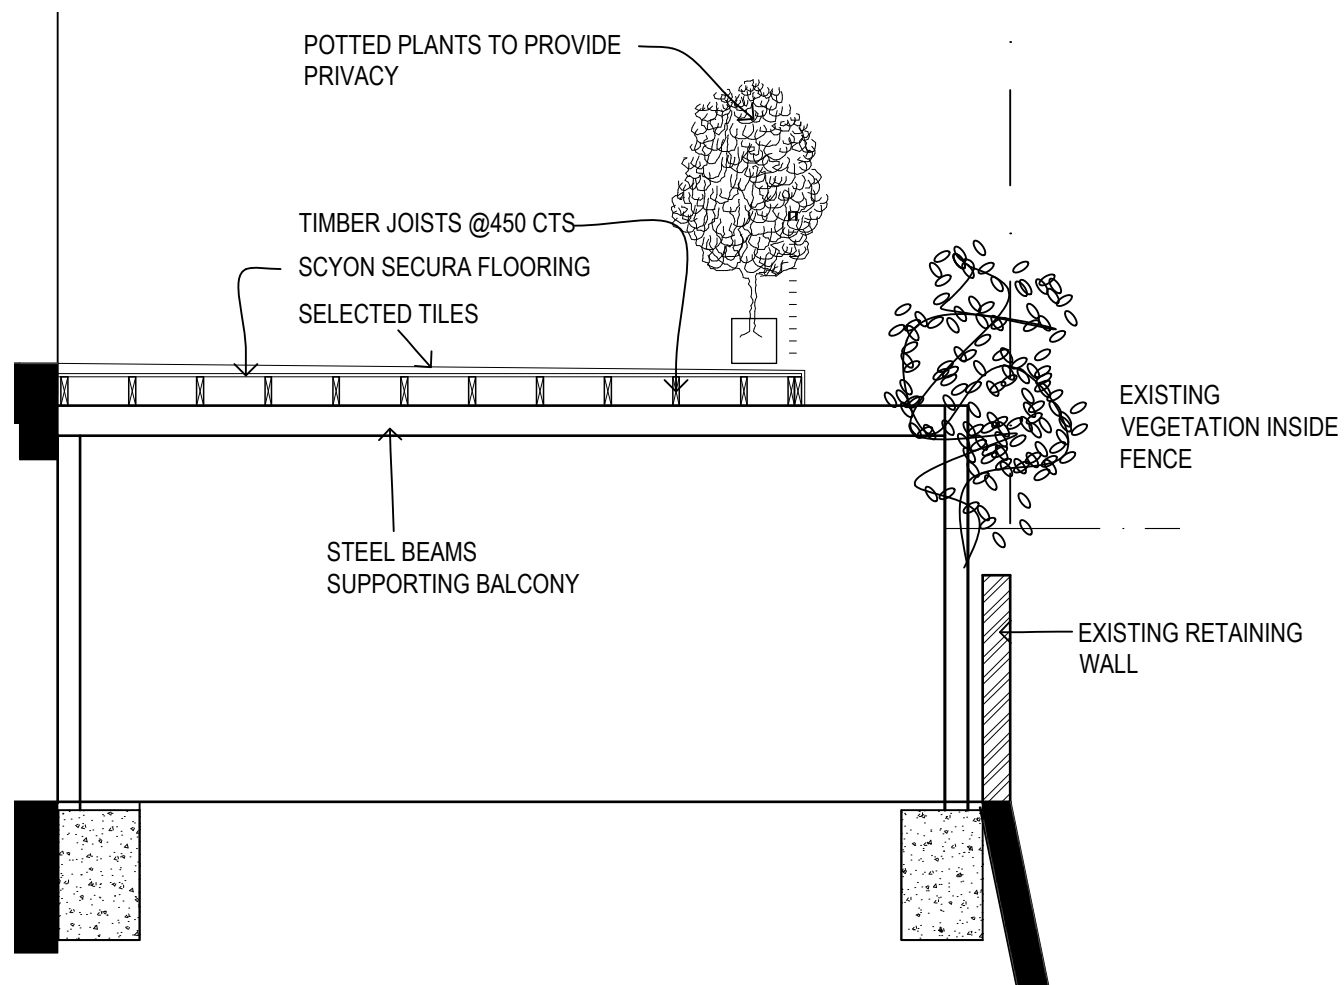 POTTED PLANTS TO PROVIDE
PRIVACY
TIMBER JOISTS @450 CTS
SCYON SECURA FLOORING
SELECTED TILES
EXISTING
VEGETATION INSIDE
FENCE
STEEL BEAMS
SUPPORTING BALCONY
EXISTING RETAINING
WALL